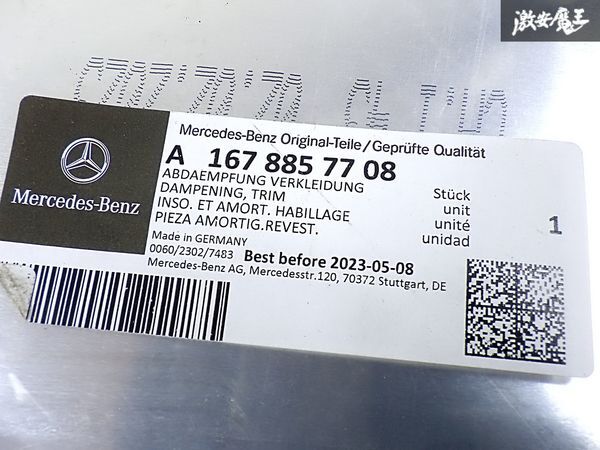 激安魔王
Mercedes-Benz Original-Teile/Geprüfte Qualität
A 167 885 77 08
ABDAEMPFUNG VERKLEIDUNG
DAMPENING, TRIM
INSO. ET AMORT. HABILLAGE
PIEZA AMORTIG.REVEST.
Stück
unit
unité
unidad
1
Made in GERMANY
0060/2302/7483 Best before 2023-05-08
Mercedes-Benz AG, Mercedesstr.120, 70372 Stuttgart, DE
Mercedes-Benz